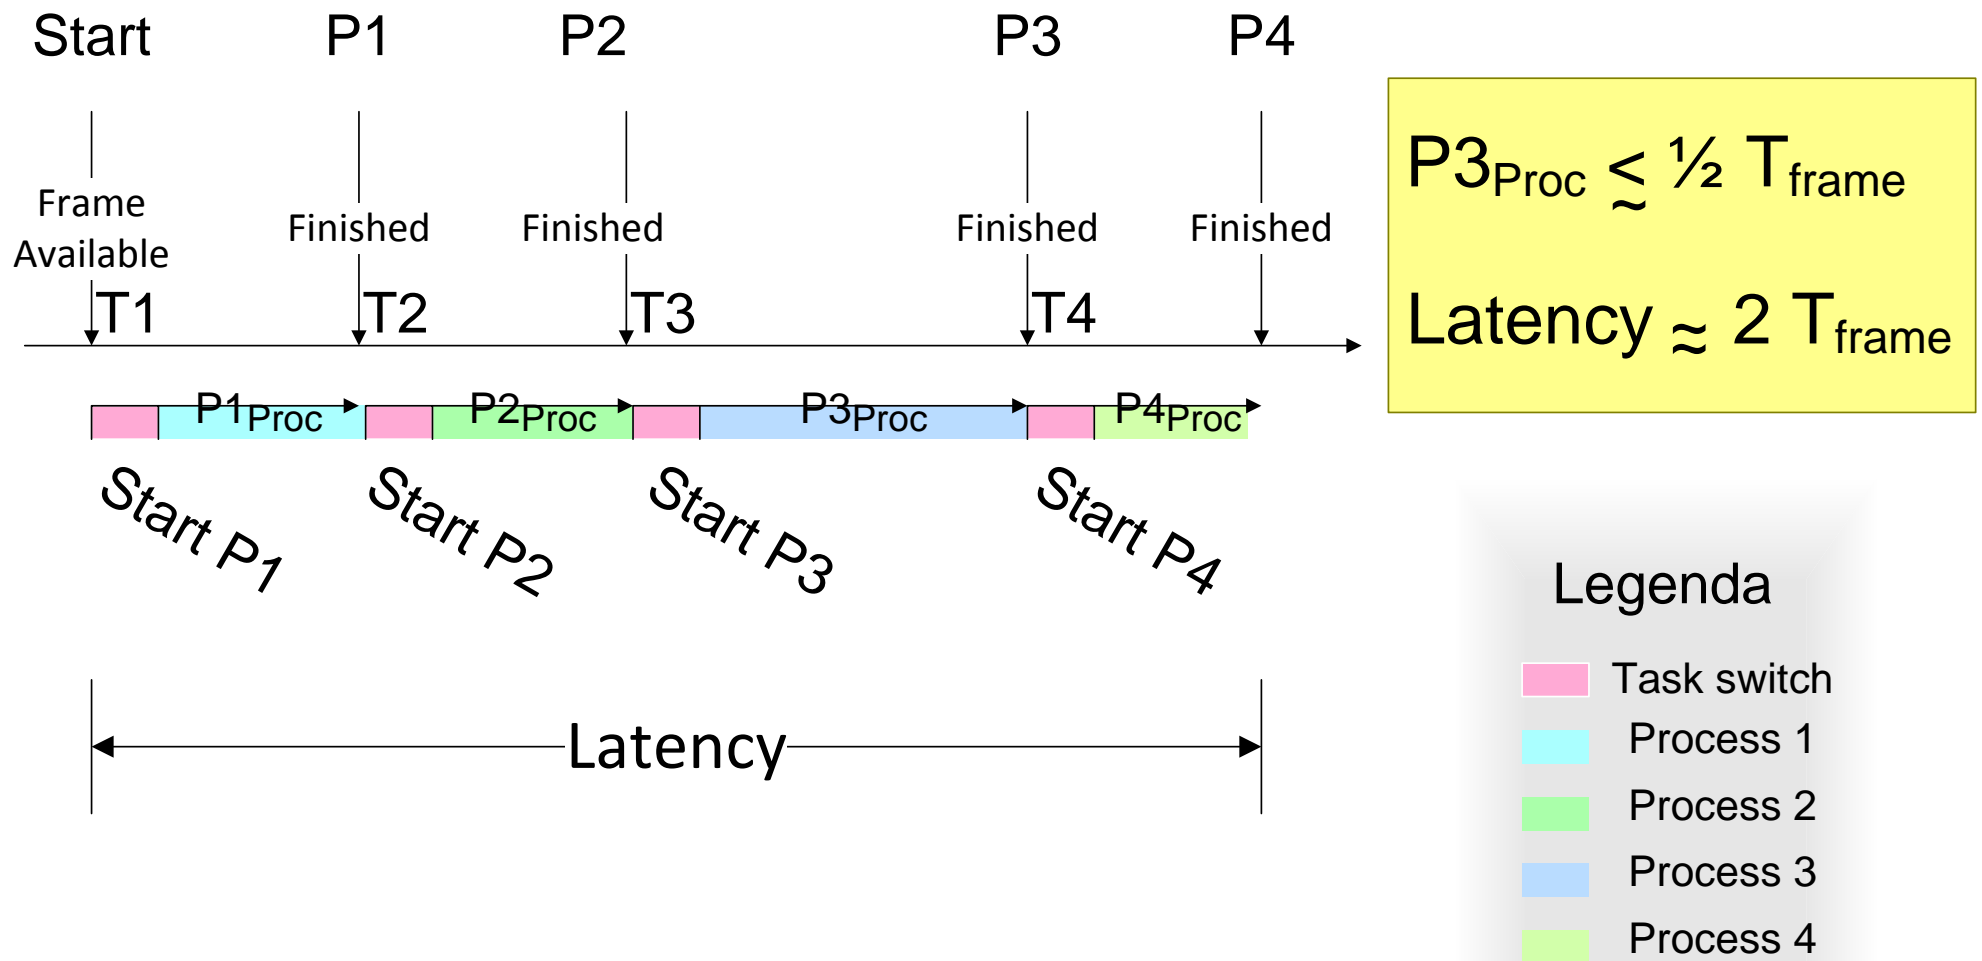 Start P1 P2 P3 P4
Frame
Available
Finished Finished Finished Finished
T1 T2 T3 T4
P1Proc P2Proc P3Proc P4Proc
Start P1
Start P2
Start P3
Start P4
Latency
P3Proc ≲ ½ Tframe
Latency ≈ 2 Tframe
Legenda
Task switch
Process 1
Process 2
Process 3
Process 4